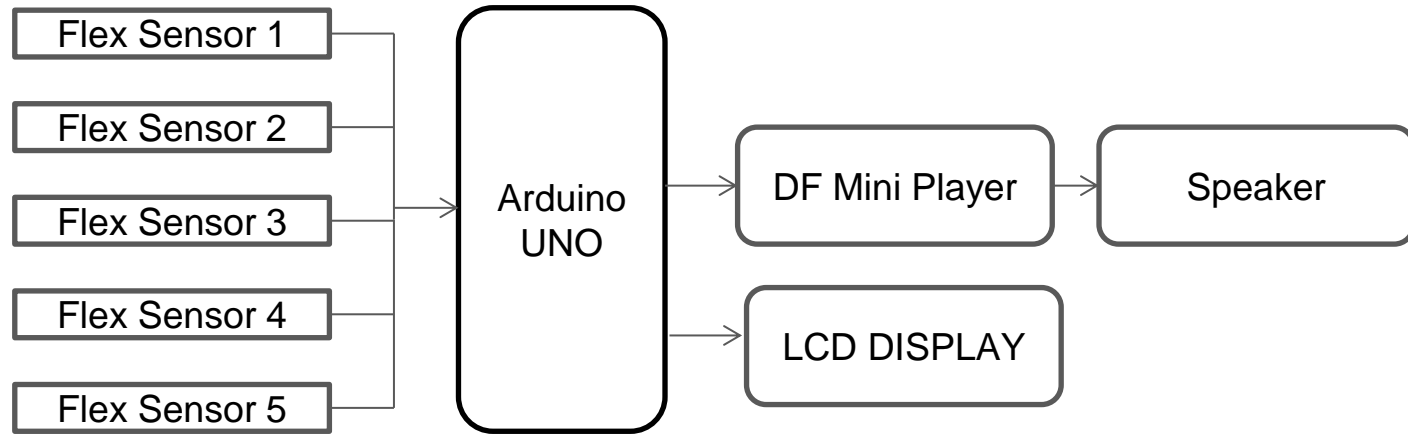 Flex Sensor 1
Flex Sensor 2
Flex Sensor 3
Flex Sensor 4
Flex Sensor 5
Arduino
UNO
DF Mini Player
Speaker
LCD DISPLAY